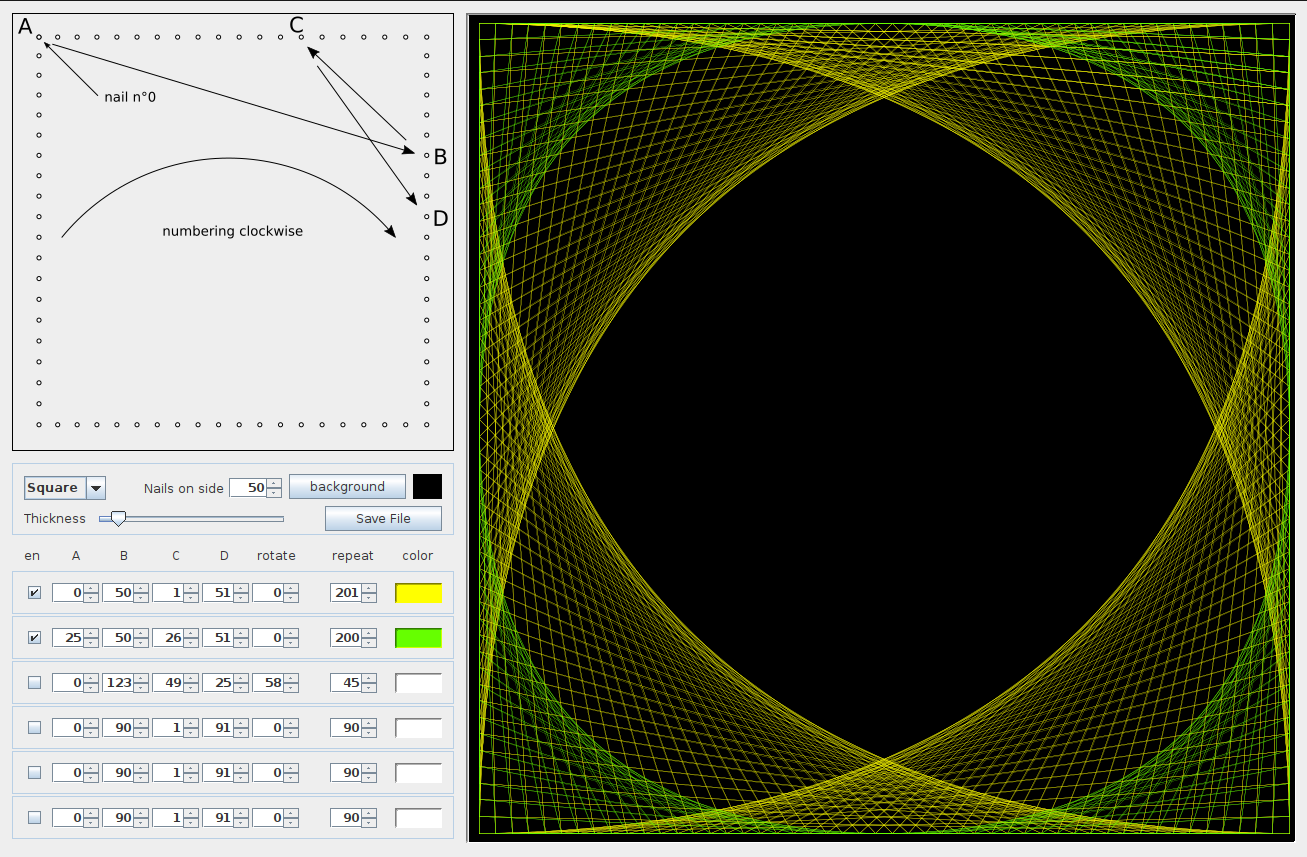 A
C
nail n°0
B
D
numbering clockwise
Square Nails on side 50 background
Thickness Save File
en A B C D rotate repeat color
0 50 1 51 0 201
25 50 26 51 0 200
0 123 49 25 58 45
0 90 1 91 0 90
0 90 1 91 0 90
0 90 1 91 0 90